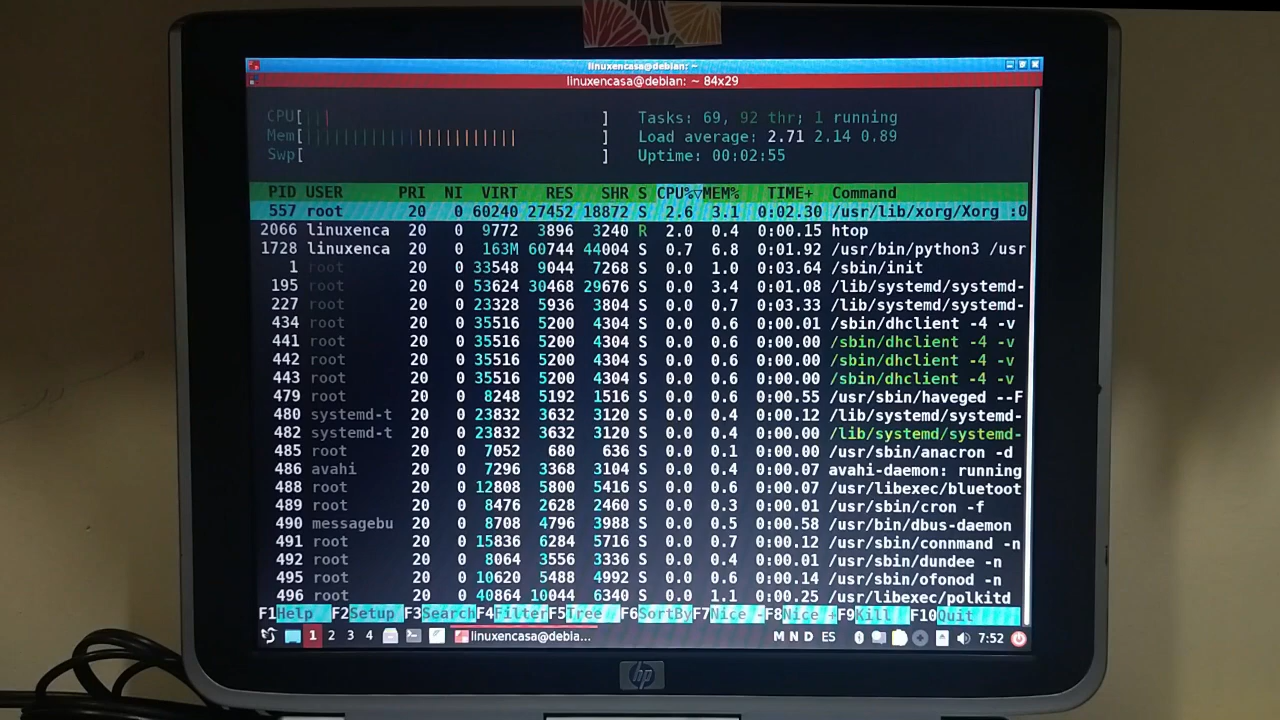 linuxencasa@debian: ~
linuxencasa@debian: ~ 84x29
CPU[||| ] Tasks: 69, 92 thr; 1 running
Mem[||||||||||||||||||||||| ] Load average: 2.71 2.14 0.89
Swp[ ] Uptime: 00:02:55
PID USER PRI NI VIRT RES SHR S CPU%▽MEM% TIME+ Command
557 root 20 0 60240 27452 18872 S 2.6 3.1 0:02.30 /usr/lib/xorg/Xorg :0
2066 linuxenca 20 0 9772 3896 3240 R 2.0 0.4 0:00.15 htop
1728 linuxenca 20 0 163M 60744 44004 S 0.7 6.8 0:01.92 /usr/bin/python3 /usr
1 root 20 0 33548 9044 7268 S 0.0 1.0 0:03.64 /sbin/init
195 root 20 0 53624 30468 29676 S 0.0 3.4 0:01.08 /lib/systemd/systemd-
227 root 20 0 23328 5936 3804 S 0.0 0.7 0:03.33 /lib/systemd/systemd-
434 root 20 0 35516 5200 4304 S 0.0 0.6 0:00.01 /sbin/dhclient -4 -v
441 root 20 0 35516 5200 4304 S 0.0 0.6 0:00.00 /sbin/dhclient -4 -v
442 root 20 0 35516 5200 4304 S 0.0 0.6 0:00.00 /sbin/dhclient -4 -v
443 root 20 0 35516 5200 4304 S 0.0 0.6 0:00.00 /sbin/dhclient -4 -v
479 root 20 0 8248 5192 1516 S 0.0 0.6 0:00.55 /usr/sbin/haveged --F
480 systemd-t 20 0 23832 3632 3120 S 0.0 0.4 0:00.12 /lib/systemd/systemd-
482 systemd-t 20 0 23832 3632 3120 S 0.0 0.4 0:00.00 /lib/systemd/systemd-
485 root 20 0 7052 680 636 S 0.0 0.1 0:00.00 /usr/sbin/anacron -d
486 avahi 20 0 7296 3368 3104 S 0.0 0.4 0:00.07 avahi-daemon: running
488 root 20 0 12808 5800 5416 S 0.0 0.6 0:00.07 /usr/libexec/bluetoot
489 root 20 0 8476 2628 2460 S 0.0 0.3 0:00.01 /usr/sbin/cron -f
490 messagebu 20 0 8708 4796 3988 S 0.0 0.5 0:00.58 /usr/bin/dbus-daemon
491 root 20 0 15836 6284 5716 S 0.0 0.7 0:00.12 /usr/sbin/connmand -n
492 root 20 0 8064 3556 3336 S 0.0 0.4 0:00.01 /usr/sbin/dundee -n
495 root 20 0 10620 5488 4992 S 0.0 0.6 0:00.14 /usr/sbin/ofonod -n
496 root 20 0 40864 10044 6340 S 0.0 1.1 0:00.25 /usr/libexec/polkitd
F1Help F2Setup F3SearchF4FilterF5Tree F6SortByF7Nice -F8Nice +F9Kill F10Quit
1 2 3 4 linuxencasa@debia... M N D ES 7:52
hp